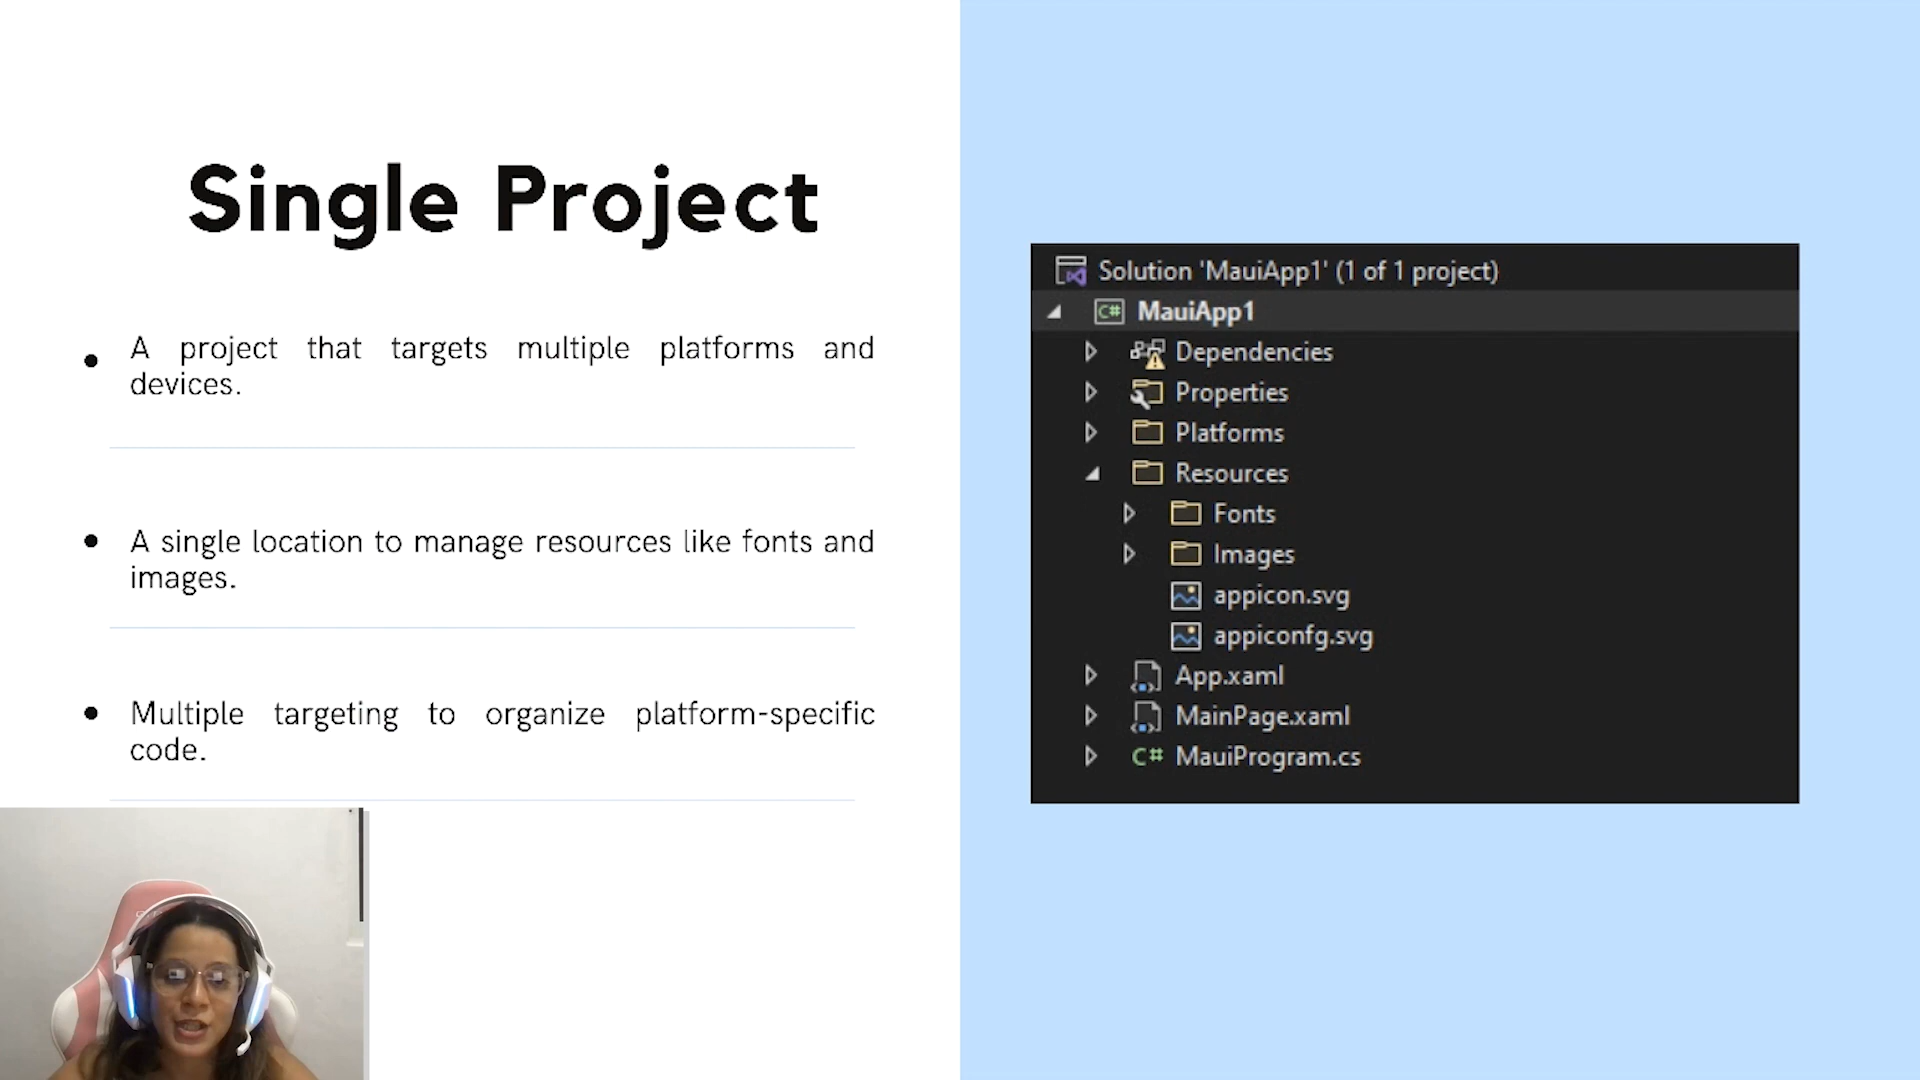 Single Project
A project that targets multiple platforms and
devices.
A single location to manage resources like fonts and
images.
Multiple targeting to organize platform-specific
code.
Solution 'MauiApp1' (1 of 1 project)
C# MauiApp1
Dependencies
Properties
Platforms
Resources
Fonts
Images
appicon.svg
appiconfg.svg
App.xaml
MainPage.xaml
C# MauiProgram.cs